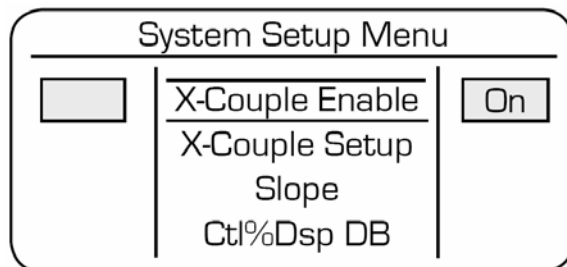 System Setup Menu
X-Couple Enable On
X-Couple Setup
Slope
Ctl%Dsp DB